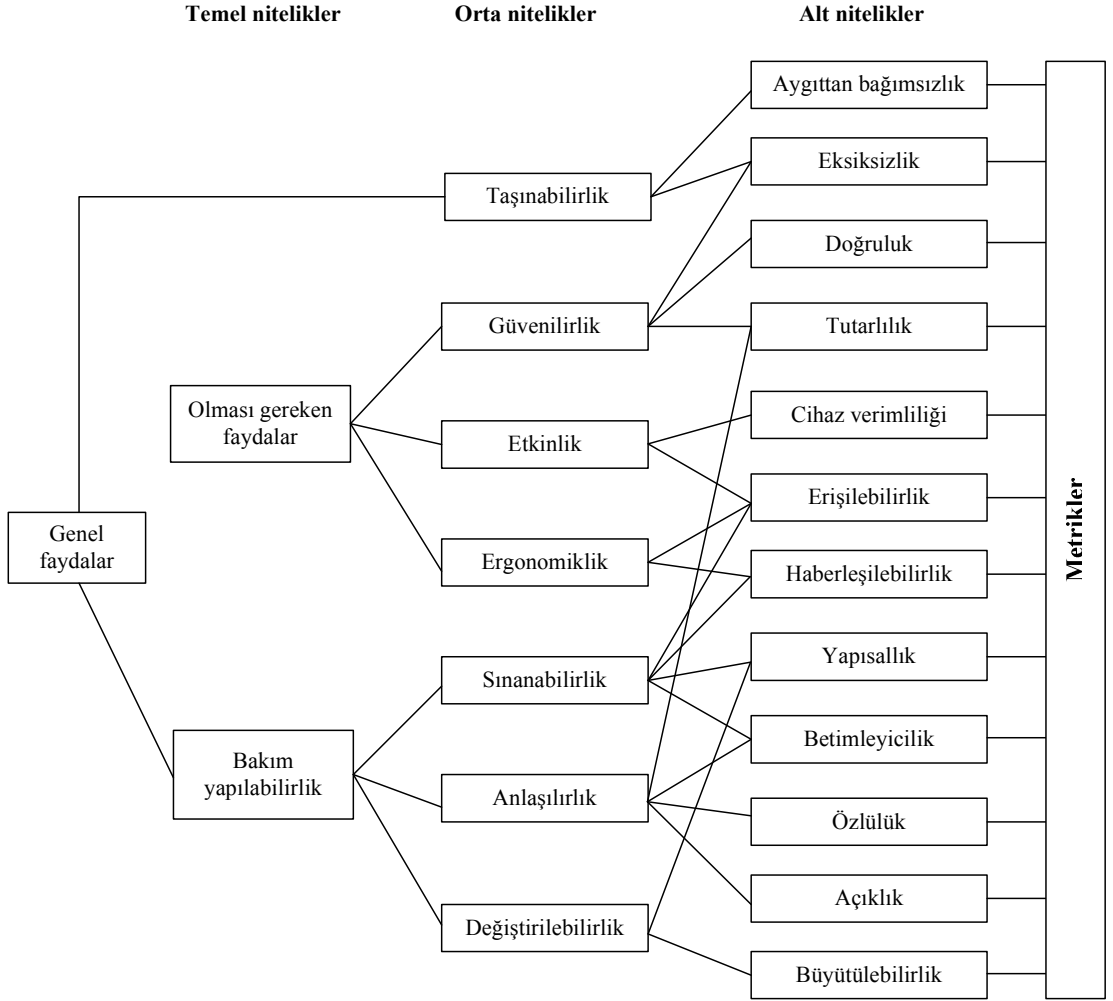 Temel nitelikler
Orta nitelikler
Alt nitelikler
Genel
faydalar
Olması gereken
faydalar
Bakım
yapılabilirlik
Taşınabilirlik
Güvenilirlik
Etkinlik
Ergonomiklik
Sınanabilirlik
Anlaşılırlık
Değiştirilebilirlik
Aygıttan bağımsızlık
Eksiksizlik
Doğruluk
Tutarlılık
Cihaz verimliliği
Erişilebilirlik
Haberleşilebilirlik
Yapısallık
Betimleyicilik
Özlülük
Açıklık
Büyütülebilirlik
Metrikler